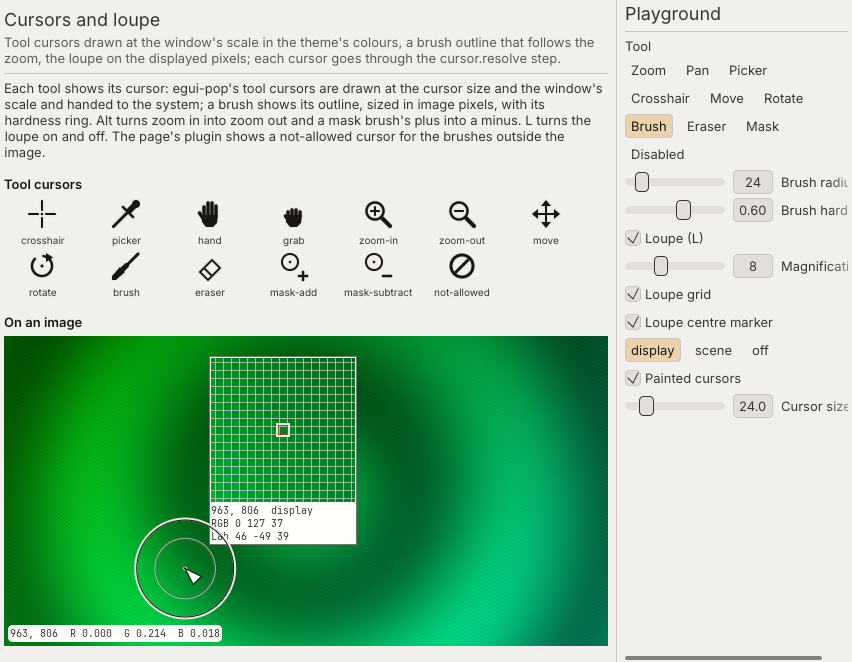 Cursors and loupe
Tool cursors drawn at the window's scale in the theme's colours, a brush outline that follows the
zoom, the loupe on the displayed pixels; each cursor goes through the cursor.resolve step.
Each tool shows its cursor: egui-pop's tool cursors are drawn at the cursor size and the window's
scale and handed to the system; a brush shows its outline, sized in image pixels, with its
hardness ring. Alt turns zoom in into zoom out and a mask brush's plus into a minus. L turns the
loupe on and off. The page's plugin shows a not-allowed cursor for the brushes outside the
image.
Tool cursors
crosshair picker hand grab zoom-in zoom-out move
rotate brush eraser mask-add mask-subtract not-allowed
On an image
963, 806 display
RGB 0 127 37
Lab 46 -49 39
963, 806 R 0.000 G 0.214 B 0.018
Playground
Tool
Zoom Pan Picker
Crosshair Move Rotate
Brush Eraser Mask
Disabled
24 Brush radiu
0.60 Brush hard
Loupe (L)
8 Magnificati
Loupe grid
Loupe centre marker
display scene off
Painted cursors
24.0 Cursor size